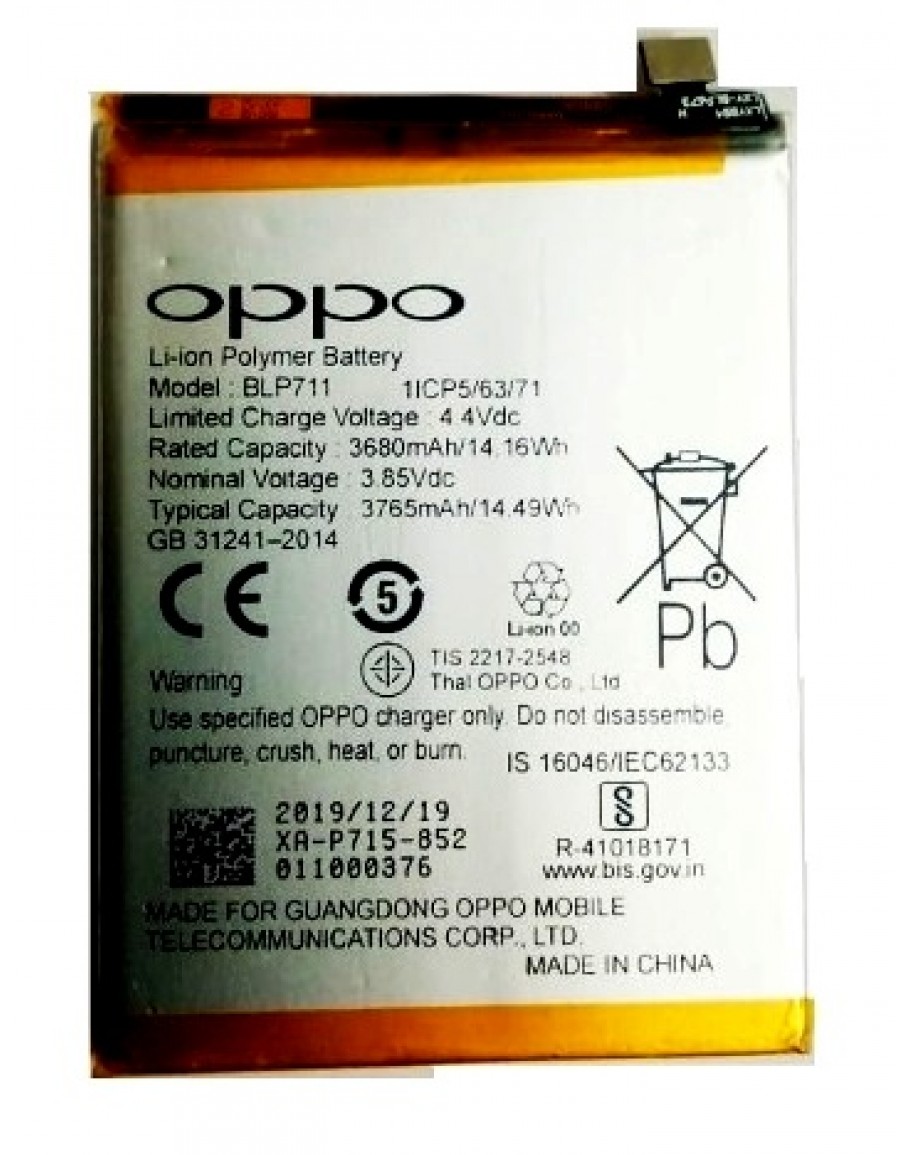 oppo
Li-ion Polymer Battery
Model : BLP711 1ICP5/63/71
Limited Charge Voltage : 4.4Vdc
Rated Capacity : 3680mAh/14.16Wh
Nominal Voltage : 3.85Vdc
Typical Capacity 3765mAh/14.49Wh
GB 31241-2014
CE 5
Li-ion 00
Pb
TIS 2217-2548
Thai OPPO Co., Ltd
Warning
Use specified OPPO charger only. Do not disassemble,
puncture, crush, heat, or burn.
IS 16046/IEC62133
2019/12/19
XA-P715-852
011000376
R-41018171
www.bis.gov.in
MADE FOR GUANGDONG OPPO MOBILE
TELECOMMUNICATIONS CORP., LTD.
MADE IN CHINA